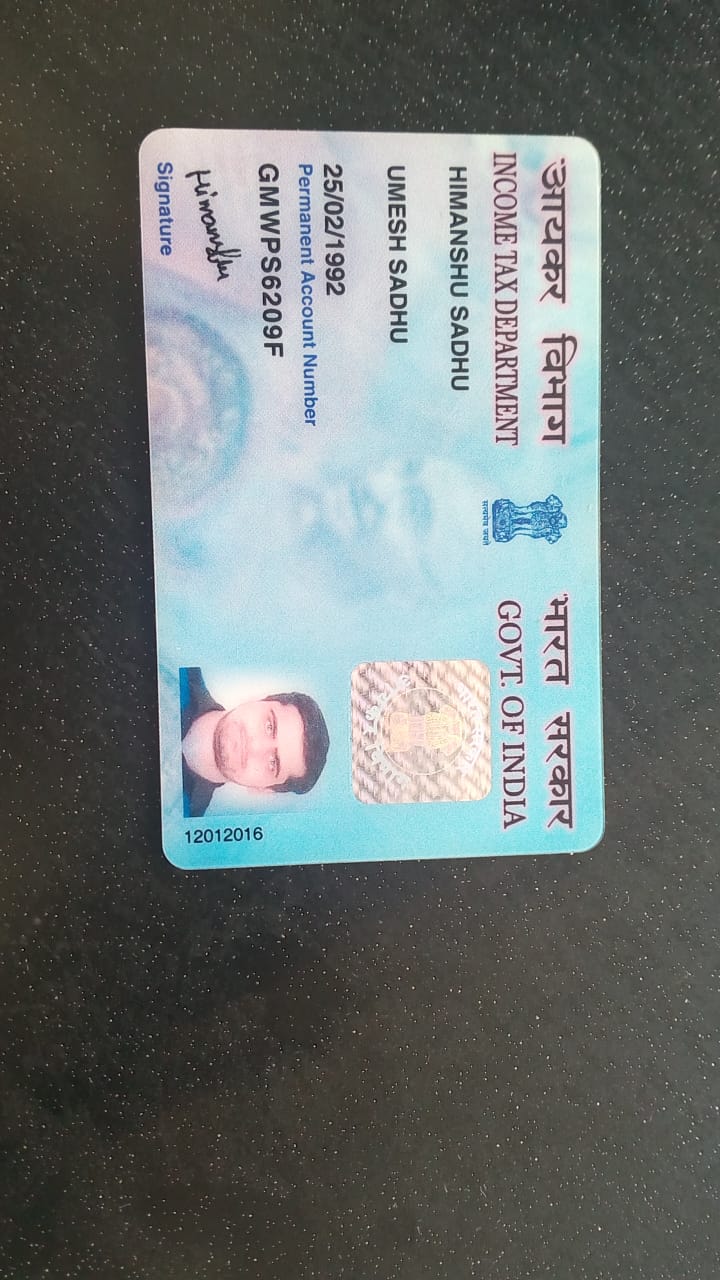 आयकर विभाग
INCOME TAX DEPARTMENT
सत्यमेव जयते
भारत सरकार
GOVT. OF INDIA
HIMANSHU SADHU
UMESH SADHU
25/02/1992
Permanent Account Number
GMWPS6209F
Himanshu
Signature
12012016